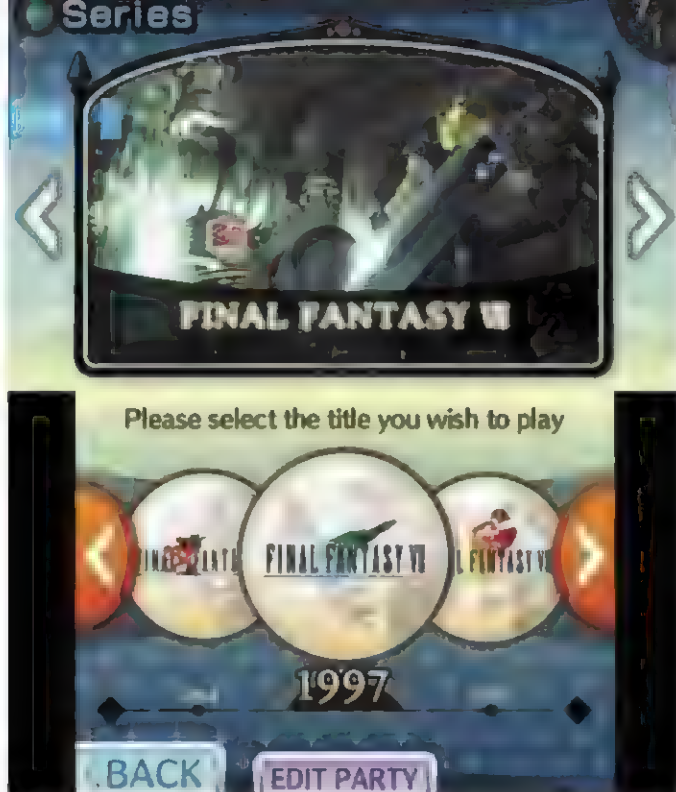 Series
FINAL FANTASY VII
Please select the title you wish to play
FINAL FANTASY VII
1997
BACK
EDIT PARTY